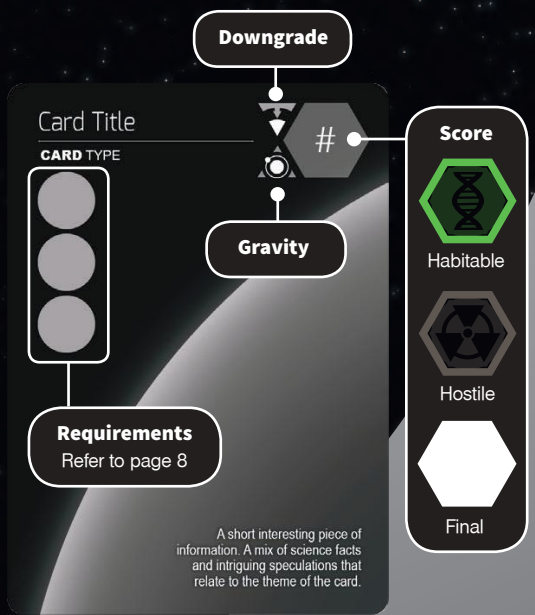 Downgrade
Card Title
#
CARD TYPE
Score
Gravity
Habitable
Hostile
Requirements
Refer to page 8
Final
A short interesting piece of
information. A mix of science facts
and intriguing speculations that
relate to the theme of the card.